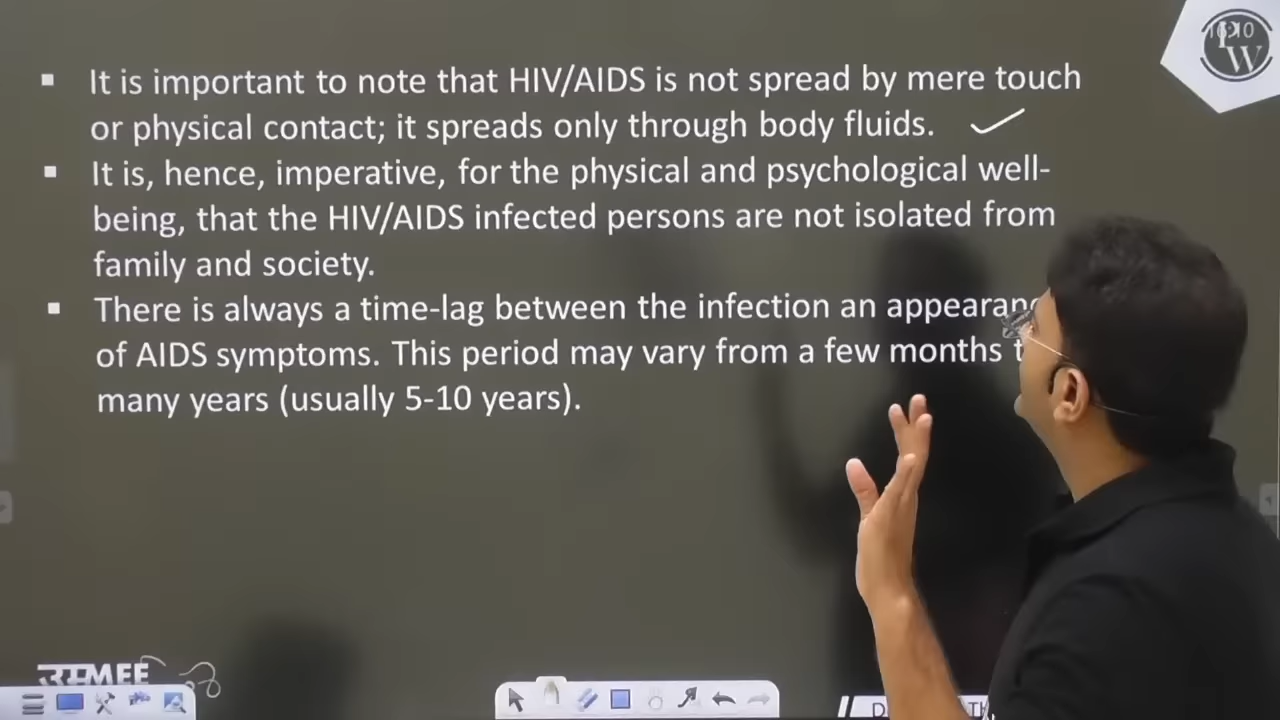 It is important to note that HIV/AIDS is not spread by mere touch
or physical contact; it spreads only through body fluids.
It is, hence, imperative, for the physical and psychological well-
being, that the HIV/AIDS infected persons are not isolated from
family and society.
There is always a time-lag between the infection an
of AIDS symptoms. This period may vary from a few months
many years (usually 5-10 years).
PW